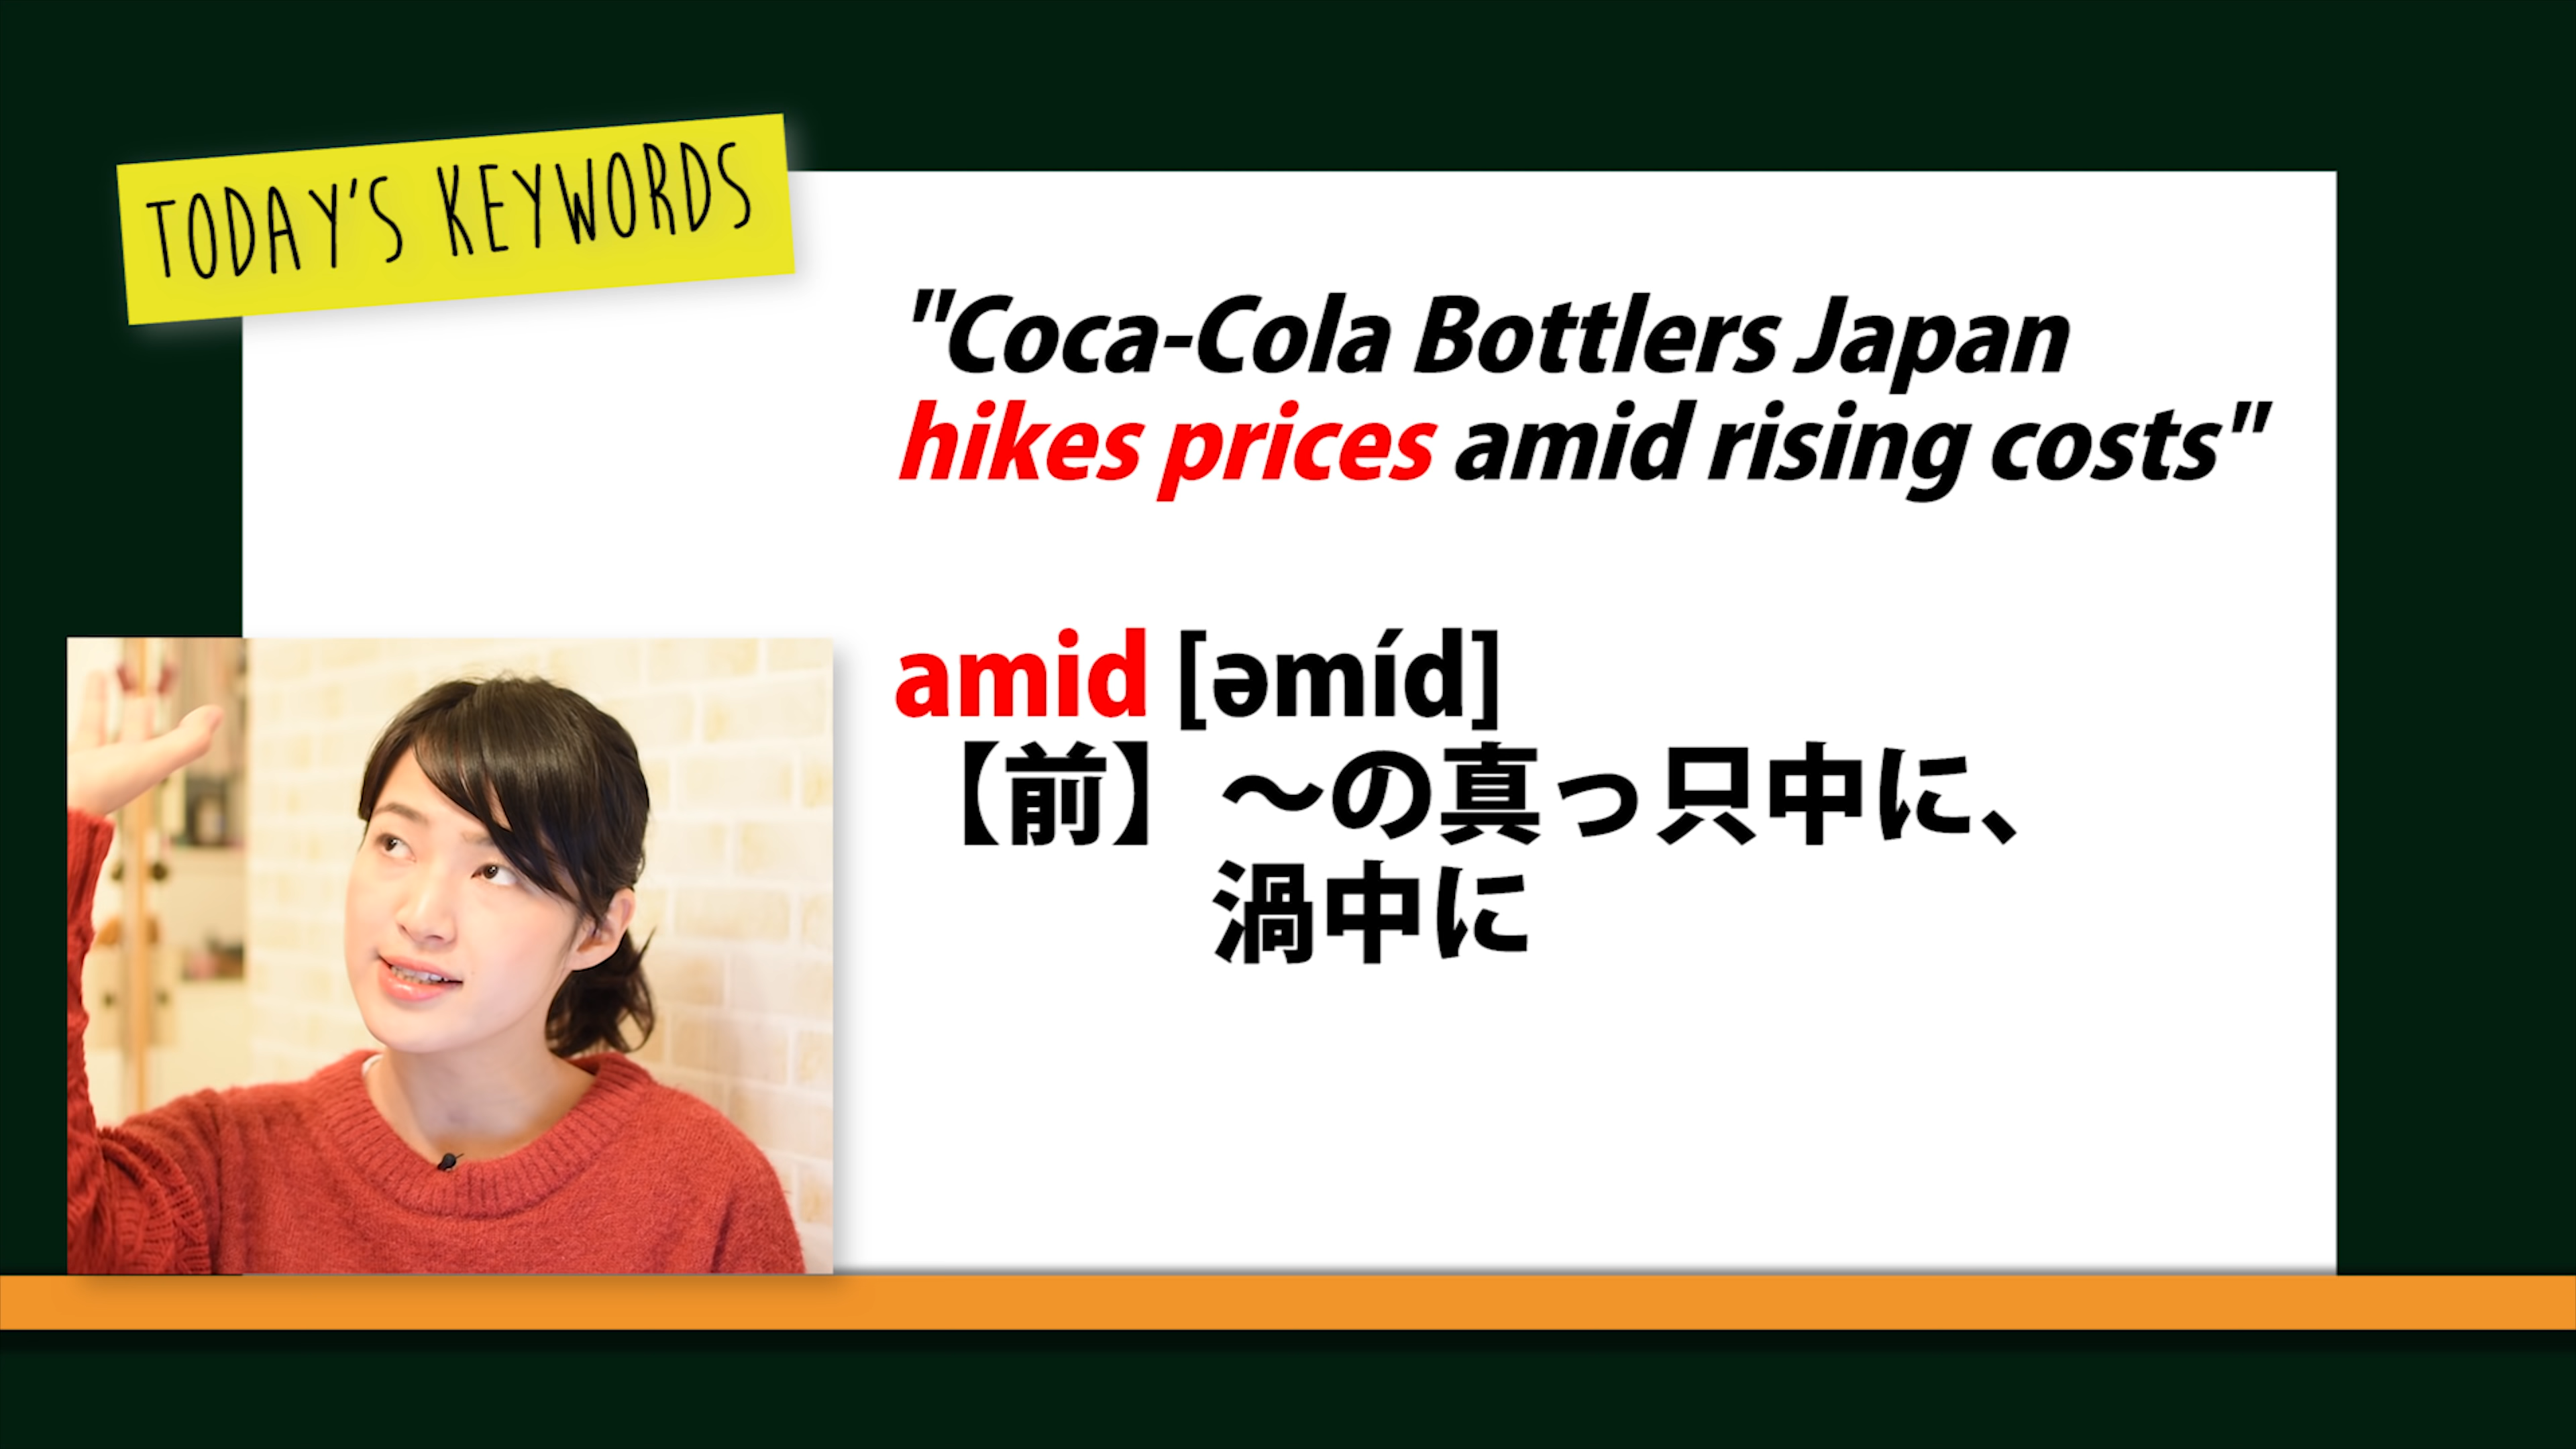 TODAY'S KEYWORDS
"Coca-Cola Bottlers Japan
hikes prices amid rising costs"
amid [əmíd]
【前】～の真っ只中に、
渦中に